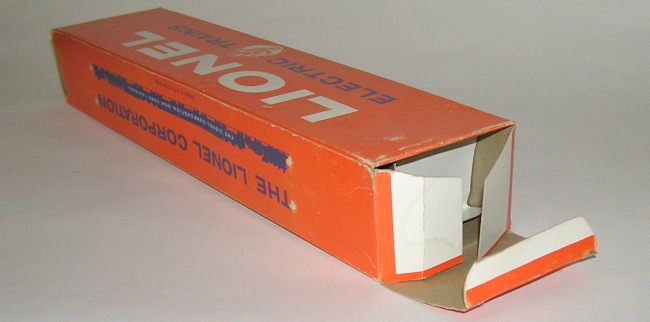 LIONEL
ELECTRIC TRAINS
THE LIONEL CORPORATION